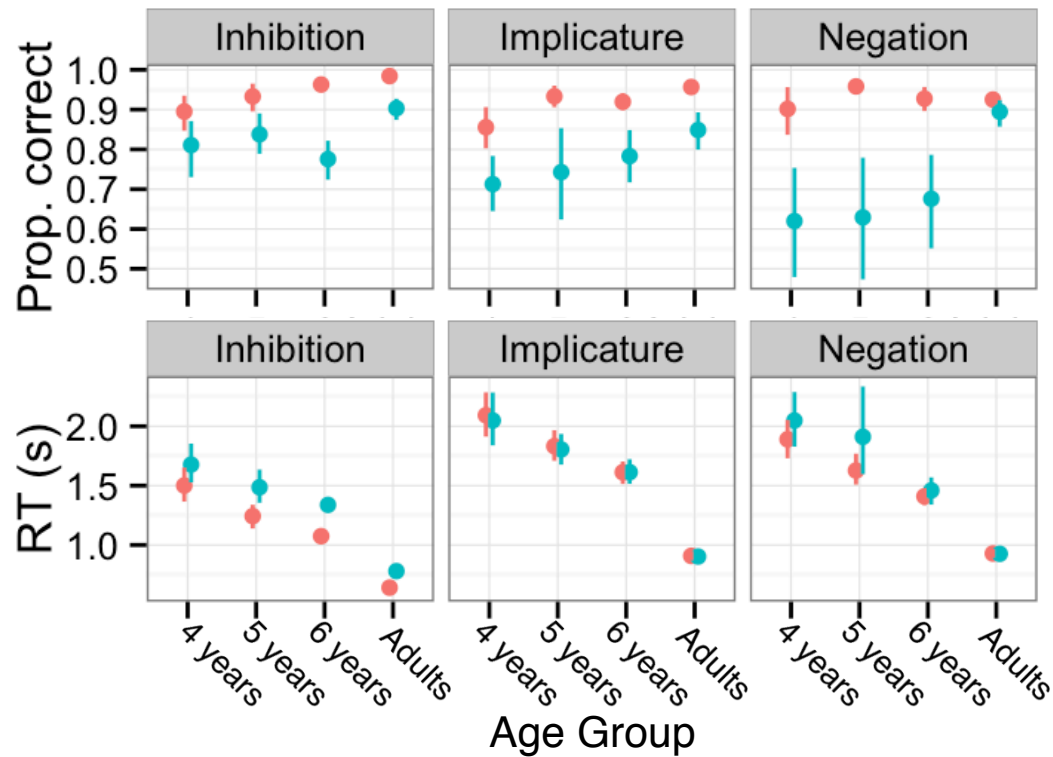 Inhibition Implicature Negation
Prop. correct
1.0
0.9
0.8
0.7
0.6
0.5
Inhibition Implicature Negation
RT (s)
2.0
1.5
1.0
4 years 5 years 6 years Adults 4 years 5 years 6 years Adults 4 years 5 years 6 years Adults
Age Group